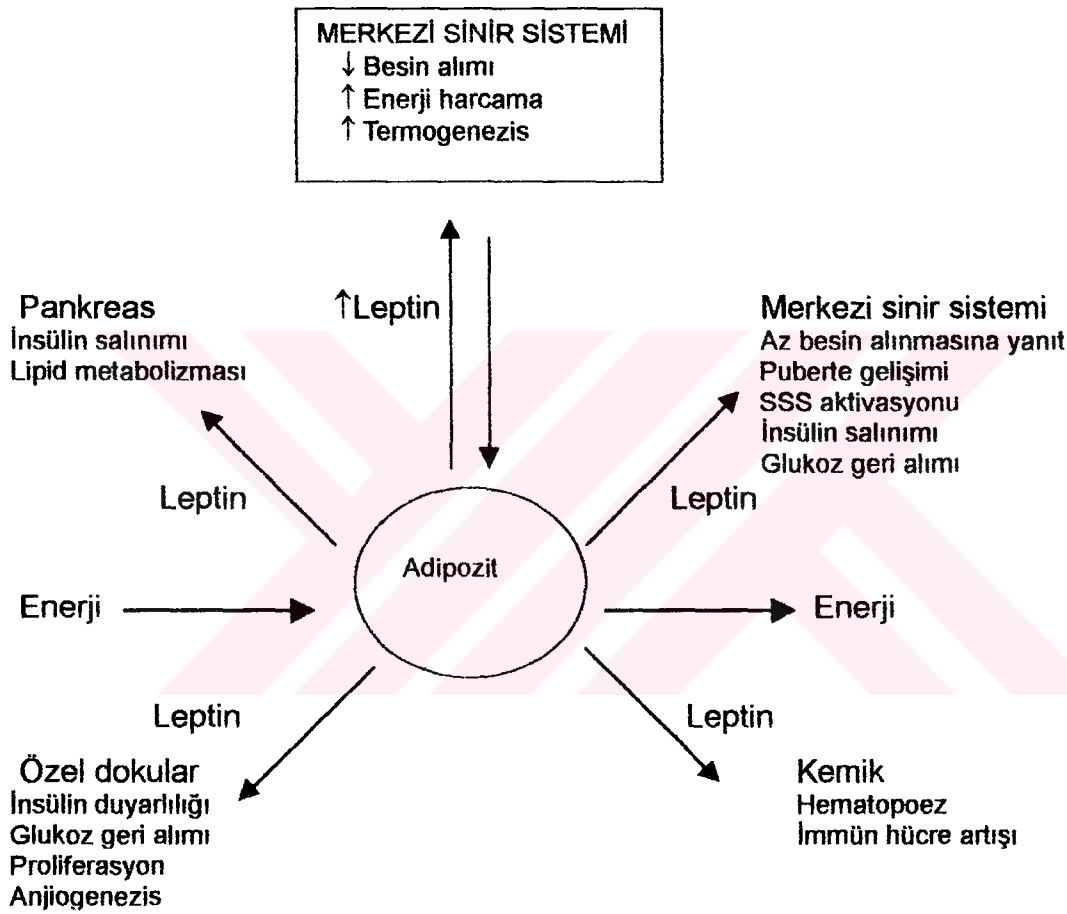 MERKEZİ SİNİR SİSTEMİ
↓ Besin alımı
↑ Enerji harcama
↑ Termogenezis
↑Leptin
Pankreas
İnsülin salınımı
Lipid metabolizması
Leptin
Merkezi sinir sistemi
Az besin alınmasına yanıt
Puberte gelişimi
SSS aktivasyonu
İnsülin salınımı
Glukoz geri alımı
Leptin
Adipozit
Enerji
Enerji
Leptin
Özel dokular
İnsülin duyarlılığı
Glukoz geri alımı
Proliferasyon
Anjiogenezis
Leptin
Kemik
Hematopoez
İmmün hücre artışı